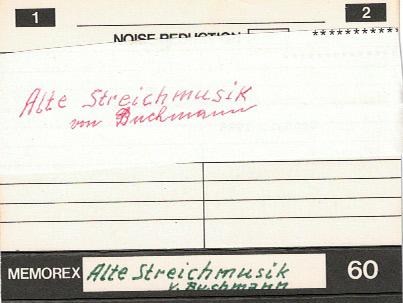 1 2
NOISE REDUCTION
************
Alte Streichmusik
von Buchmann
MEMOREX Alte Streichmusik 60
v. Buchmann